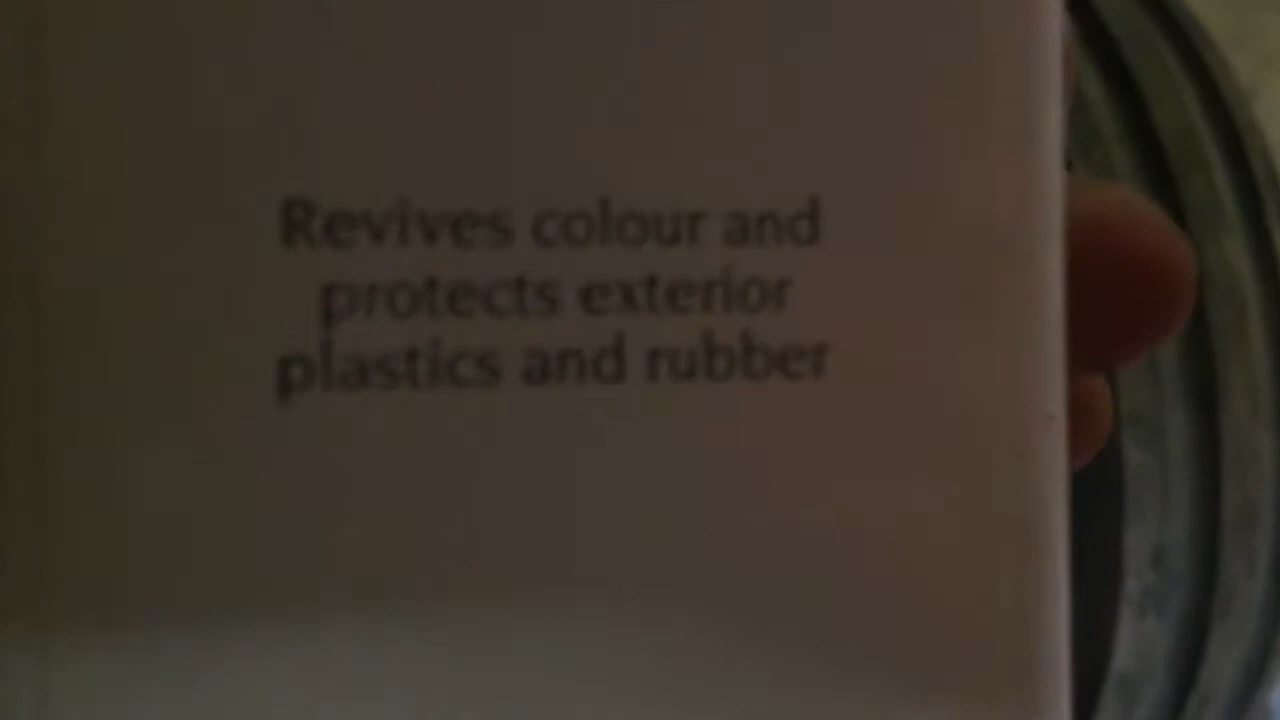 Revives colour and
protects exterior
plastics and rubber